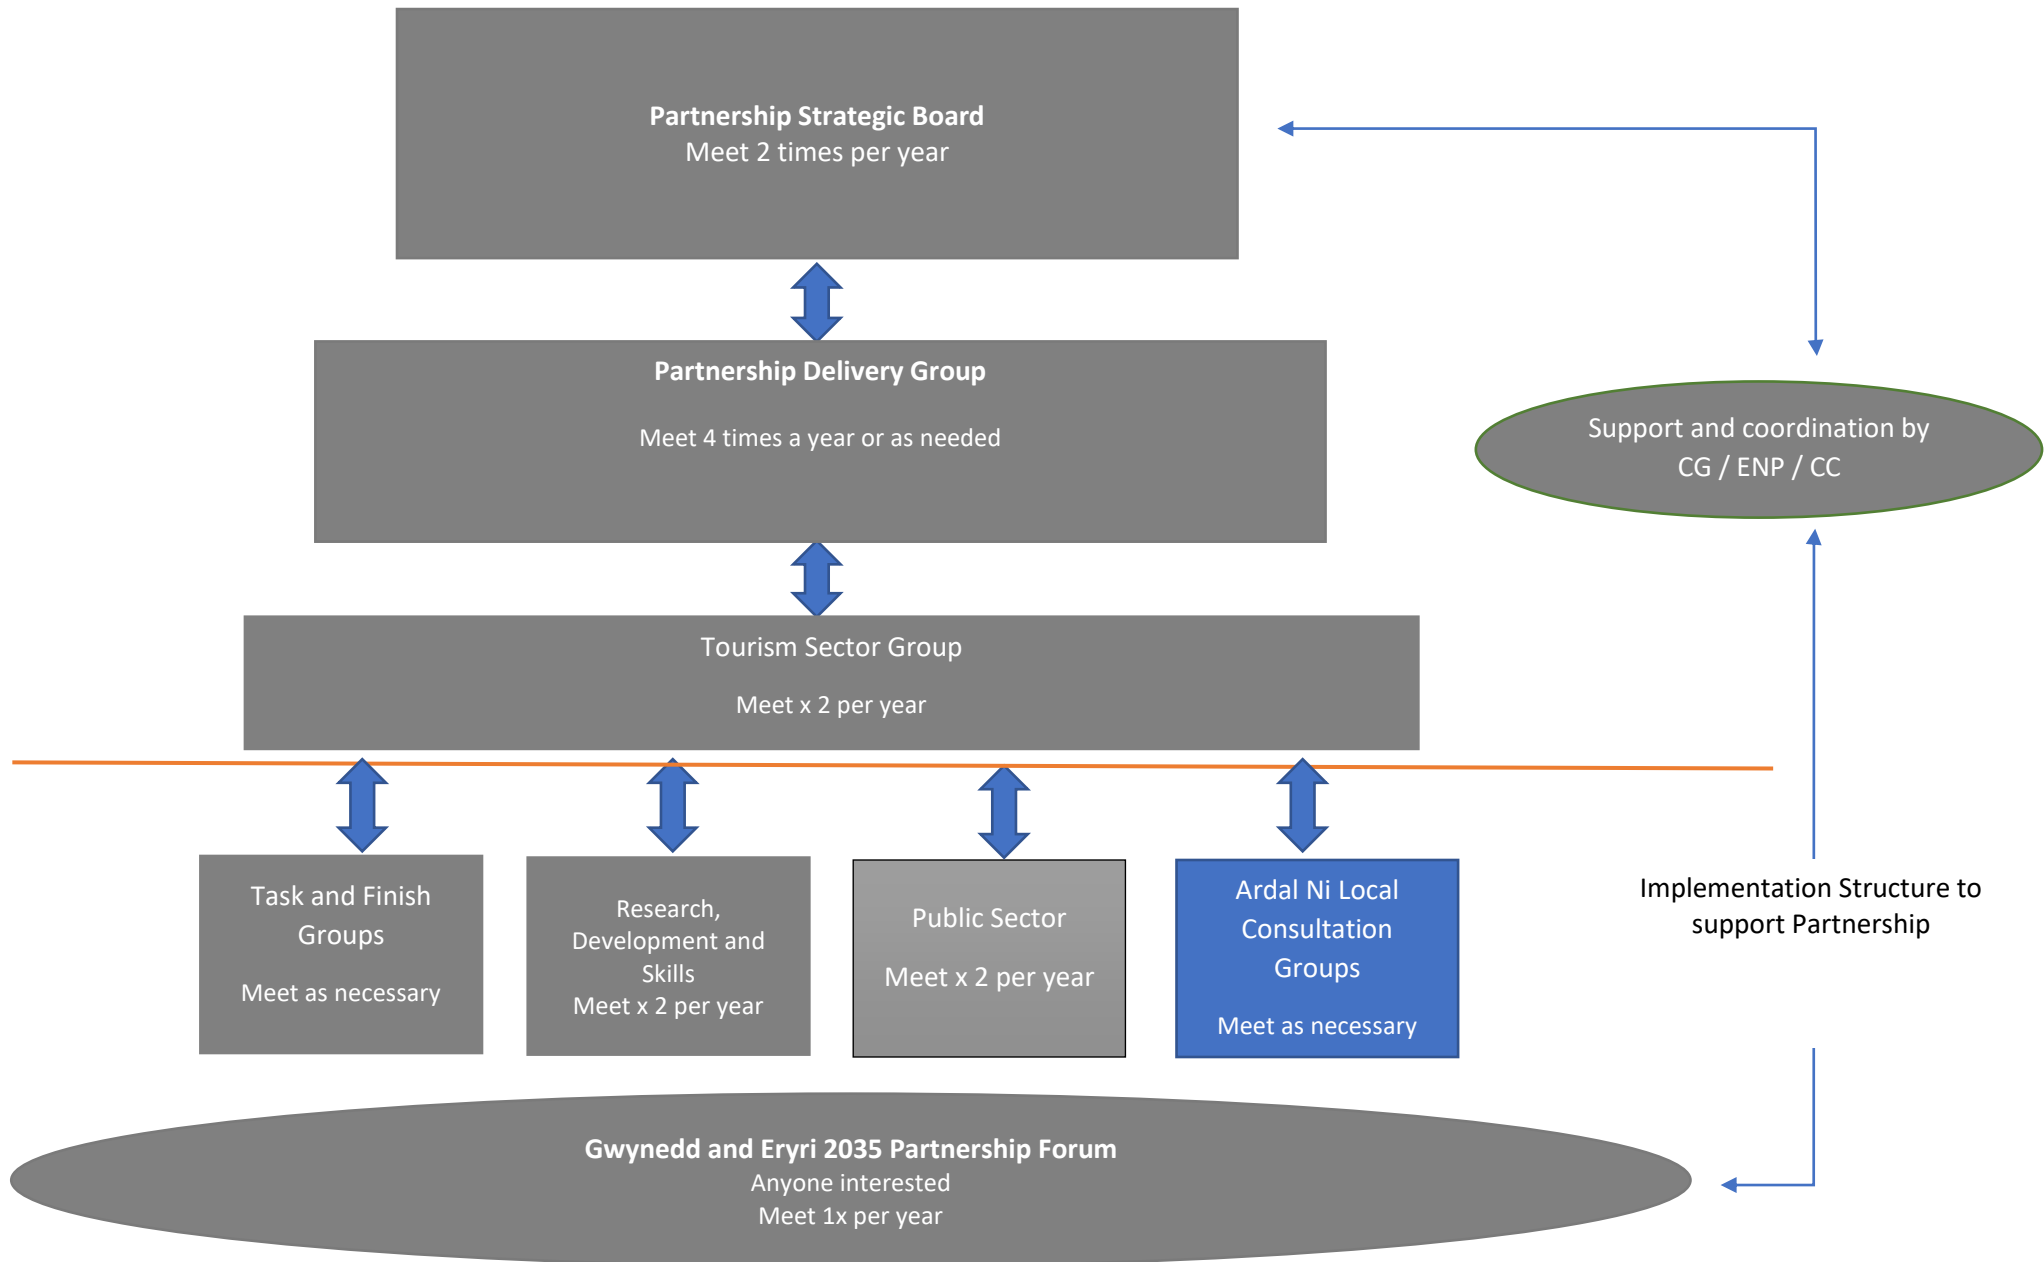 Partnership Strategic Board
Meet 2 times per year
Partnership Delivery Group
Meet 4 times a year or as needed
Support and coordination by
CG / ENP / CC
Tourism Sector Group
Meet x 2 per year
Task and Finish
Groups
Meet as necessary
Research,
Development and
Skills
Meet x 2 per year
Public Sector
Meet x 2 per year
Ardal Ni Local
Consultation
Groups
Meet as necessary
Implementation Structure to
support Partnership
Gwynedd and Eryri 2035 Partnership Forum
Anyone interested
Meet 1x per year